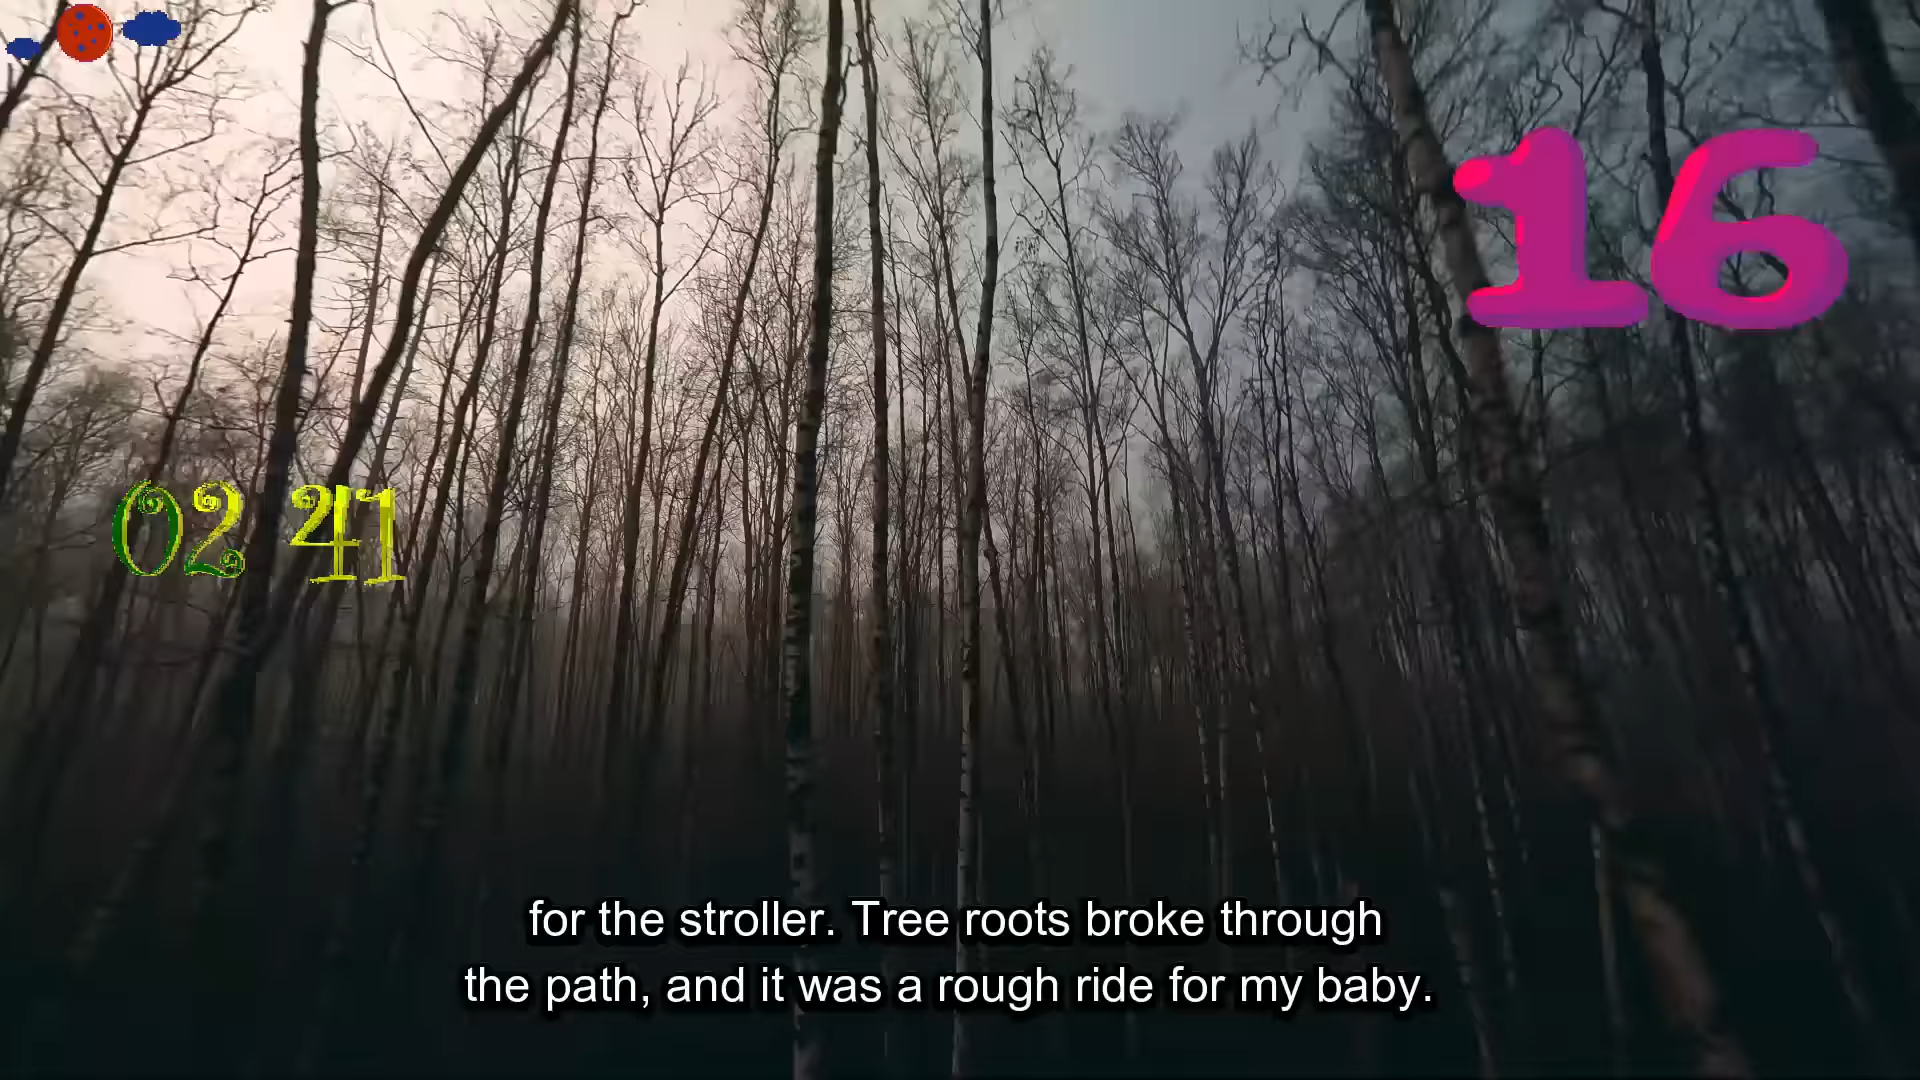 16
02 41
for the stroller. Tree roots broke through
the path, and it was a rough ride for my baby.